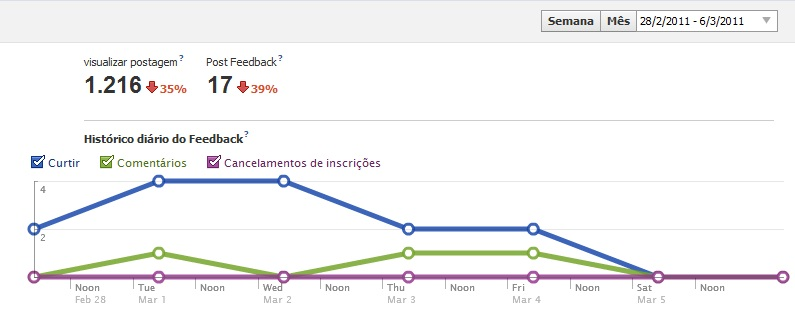 Semana Mês 28/2/2011 - 6/3/2011
visualizar postagem? Post Feedback?
1.216 35% 17 39%
Histórico diário do Feedback?
Curtir Comentários Cancelamentos de inscrições
4
2
Noon Tue Noon Wed Noon Thu Noon Fri Noon Sat Noon
Feb 28 Mar 1 Mar 2 Mar 3 Mar 4 Mar 5